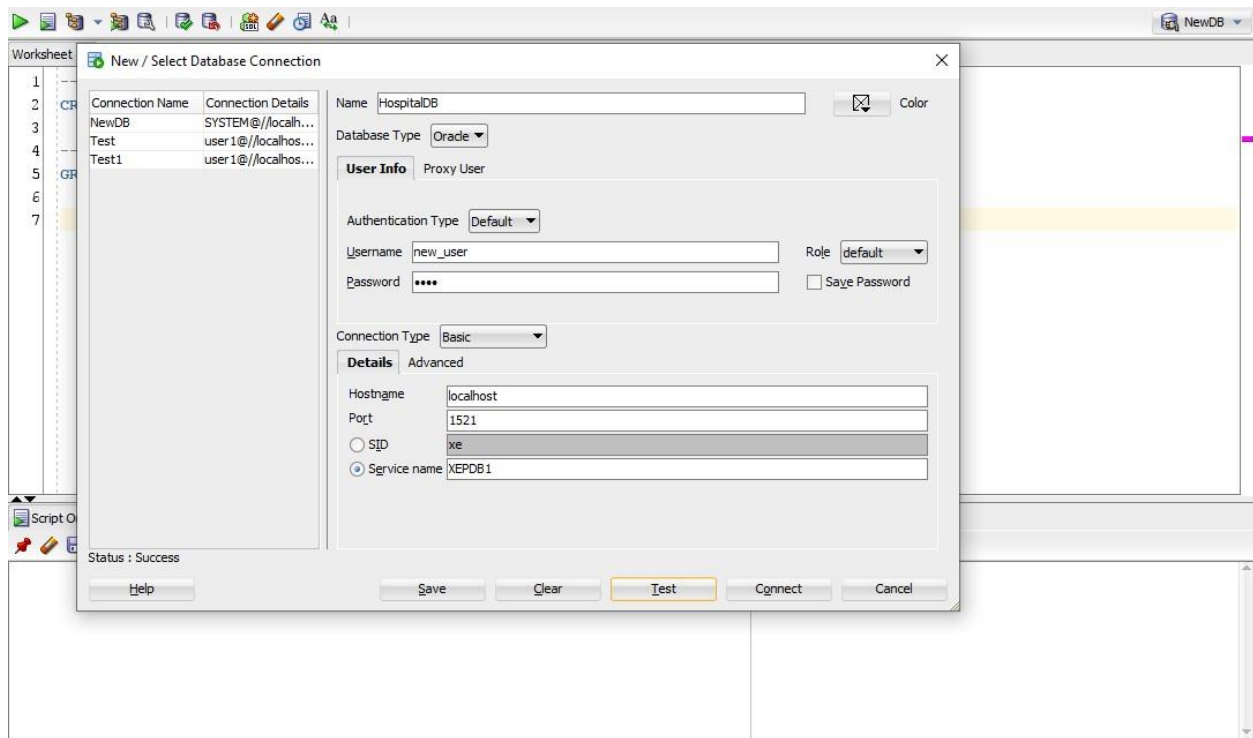 NewDB
Worksheet
New / Select Database Connection
1 --
2 CR
3
4 --
5 GR
6
7
Connection Name Connection Details
NewDB SYSTEM@//localh...
Test user1@//localhos...
Test1 user1@//localhos...
Name HospitalDB Color
Database Type Oracle
User Info Proxy User
Authentication Type Default
Username new_user Role default
Password •••• Save Password
Connection Type Basic
Details Advanced
Hostname localhost
Port 1521
SID xe
Service name XEPDB1
Script O
Status : Success
Help Save Clear Test Connect Cancel